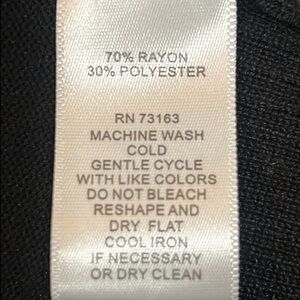 70% RAYON
30% POLYESTER
RN 73163
MACHINE WASH
COLD
GENTLE CYCLE
WITH LIKE COLORS
DO NOT BLEACH
RESHAPE AND
DRY FLAT
COOL IRON
IF NECESSARY
OR DRY CLEAN